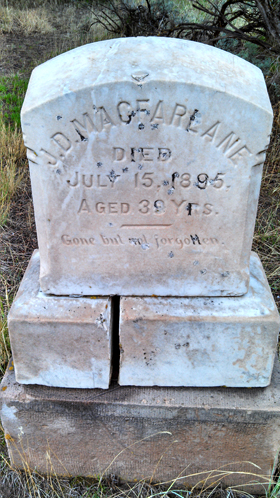 J.D. MACFARLANE
DIED
JULY 15, 1895.
AGED 39 YRS.
Gone but not forgotten.